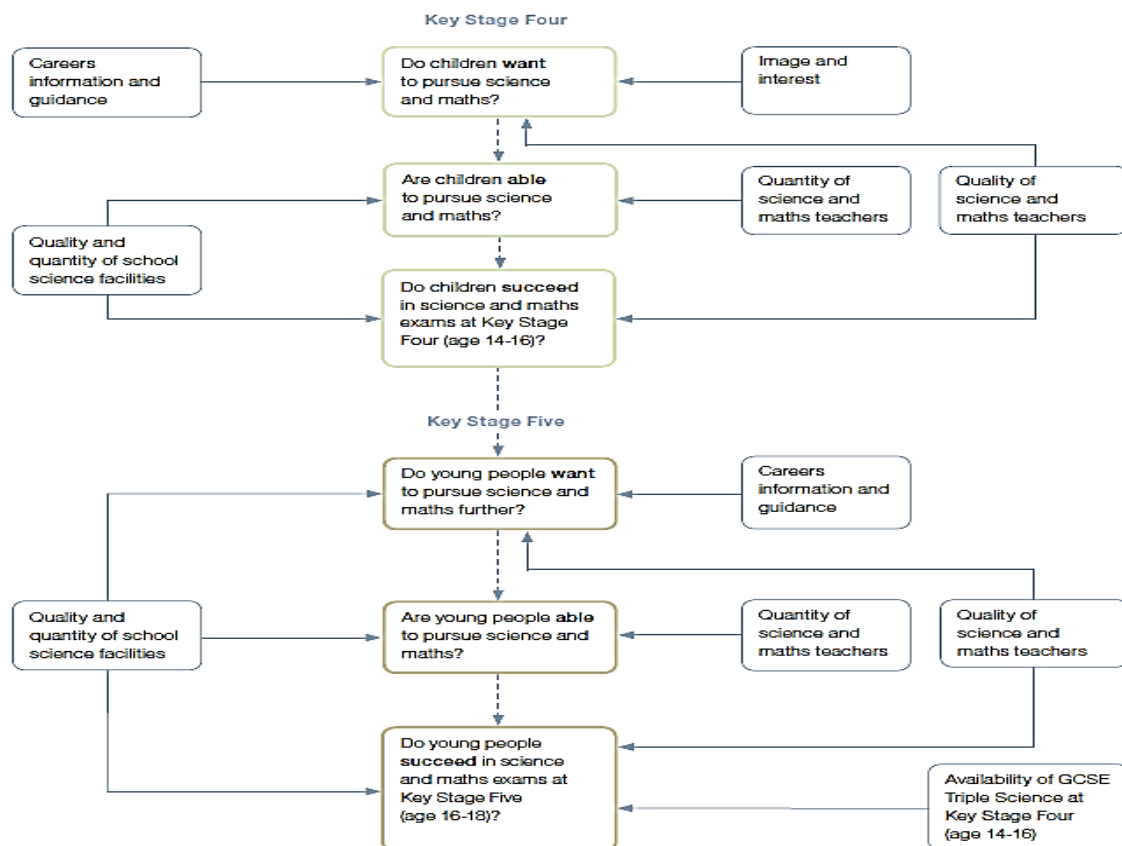 Key Stage Four
Careers
information and
guidance
Do children want
to pursue science
and maths?
Image and
interest
Are children able
to pursue science
and maths?
Quantity of
science and
maths teachers
Quality of
science and
maths teachers
Quality and
quantity of school
science facilities
Do children succeed
in science and maths
exams at Key Stage
Four (age 14-16)?
Key Stage Five
Do young people want
to pursue science and
maths further?
Careers
information and
guidance
Quality and
quantity of school
science facilities
Are young people able
to pursue science and
maths?
Quantity of
science and
maths teachers
Quality of
science and
maths teachers
Do young people
succeed in science
and maths exams at
Key Stage Five
(age 16-18)?
Availability of GCSE
Triple Science at
Key Stage Four
(age 14-16)